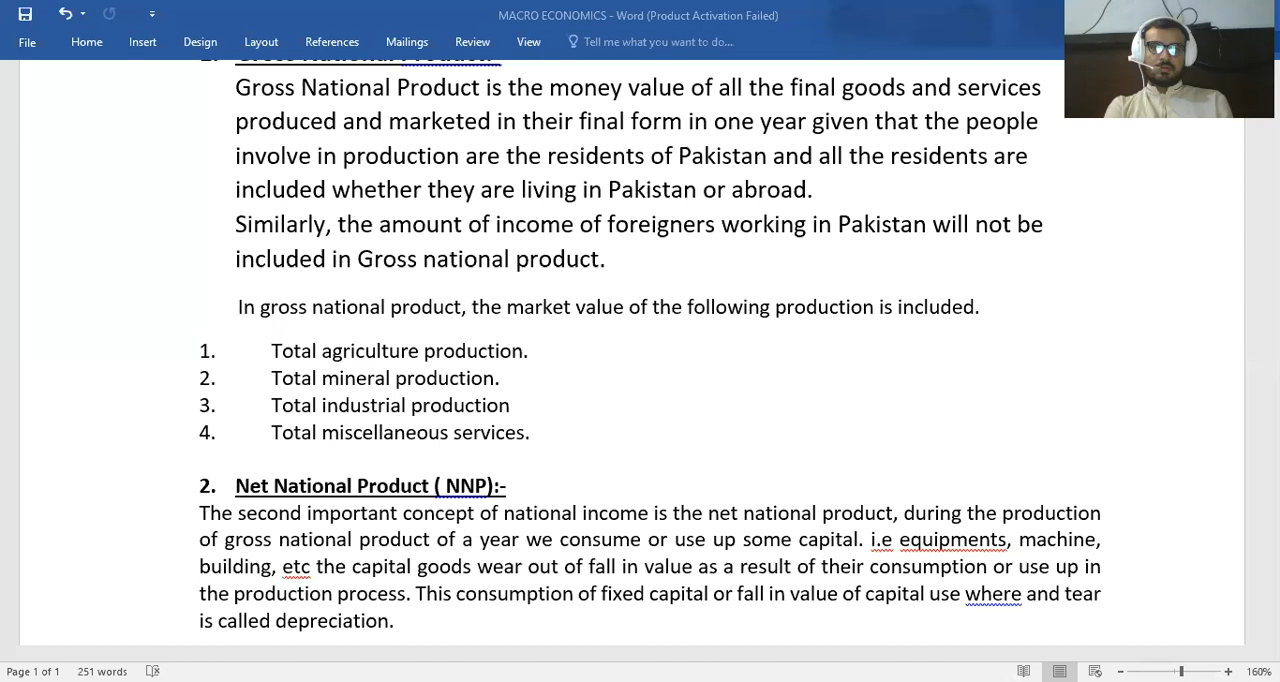 MACRO ECONOMICS - Word (Product Activation Failed)
File Home Insert Design Layout References Mailings Review View Tell me what you want to do...
Gross National Product is the money value of all the final goods and services
produced and marketed in their final form in one year given that the people
involve in production are the residents of Pakistan and all the residents are
included whether they are living in Pakistan or abroad.
Similarly, the amount of income of foreigners working in Pakistan will not be
included in Gross national product.
In gross national product, the market value of the following production is included.
1. Total agriculture production.
2. Total mineral production.
3. Total industrial production
4. Total miscellaneous services.
2. Net National Product ( NNP):-
The second important concept of national income is the net national product, during the production
of gross national product of a year we consume or use up some capital. i.e equipments, machine,
building, etc the capital goods wear out of fall in value as a result of their consumption or use up in
the production process. This consumption of fixed capital or fall in value of capital use where and tear
is called depreciation.
Page 1 of 1 251 words 160%